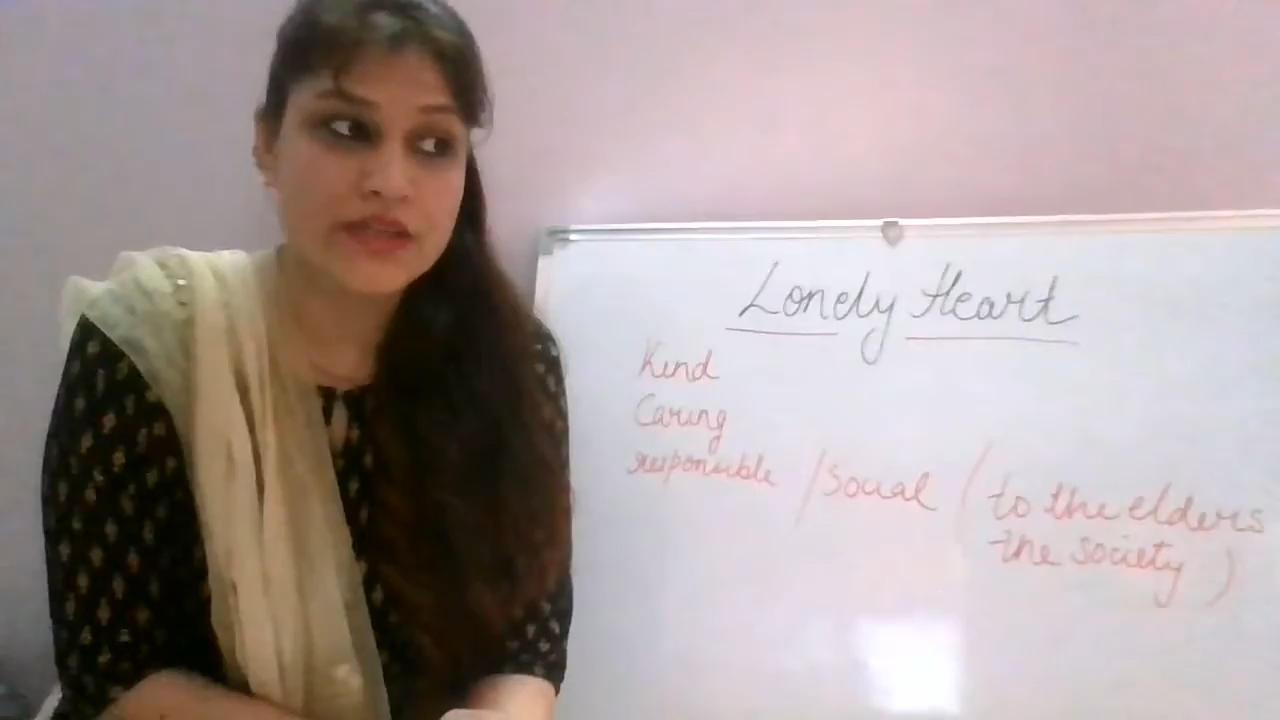 Lonely Heart
Kind
Caring
responsible / Social ( to the elders
the society )